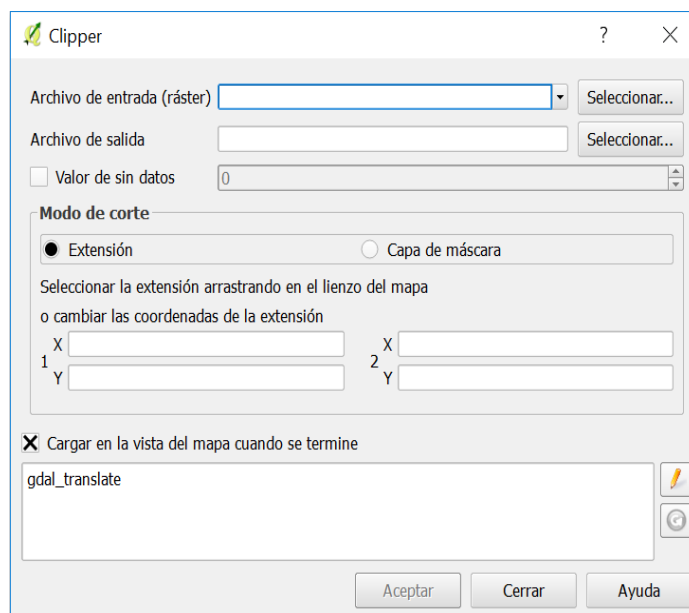 Clipper
?
Archivo de entrada (ráster)
Seleccionar...
Archivo de salida
Seleccionar...
Valor de sin datos
0
Modo de corte
Extensión
Capa de máscara
Seleccionar la extensión arrastrando en el lienzo del mapa
o cambiar las coordenadas de la extensión
X
1
Y
X
2
Y
Cargar en la vista del mapa cuando se termine
gdal_translate
Aceptar
Cerrar
Ayuda